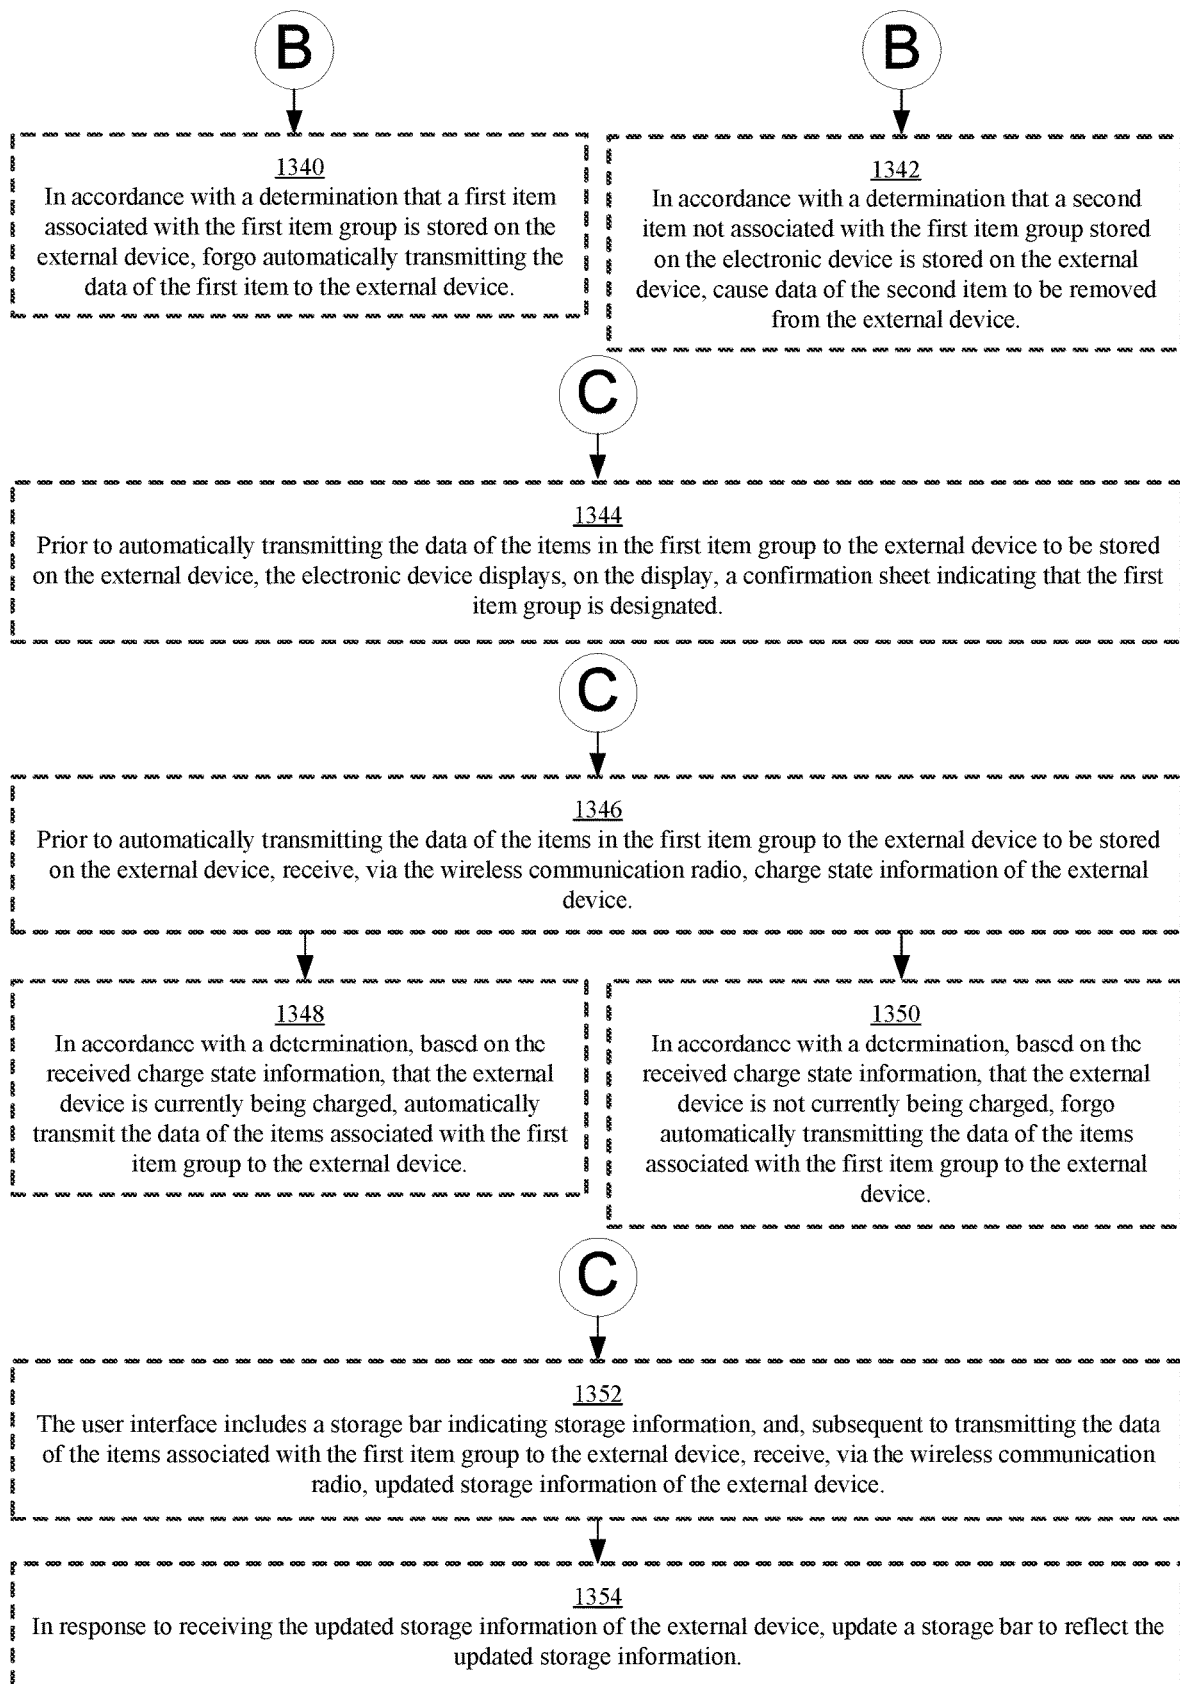 B
B
1340
In accordance with a determination that a first item
associated with the first item group is stored on the
external device, forgo automatically transmitting the
data of the first item to the external device.
1342
In accordance with a determination that a second
item not associated with the first item group stored
on the electronic device is stored on the external
device, cause data of the second item to be removed
from the external device.
C
1344
Prior to automatically transmitting the data of the items in the first item group to the external device to be stored
on the external device, the electronic device displays, on the display, a confirmation sheet indicating that the first
item group is designated.
C
1346
Prior to automatically transmitting the data of the items in the first item group to the external device to be stored
on the external device, receive, via the wireless communication radio, charge state information of the external
device.
1348
In accordance with a determination, based on the
received charge state information, that the external
device is currently being charged, automatically
transmit the data of the items associated with the first
item group to the external device.
1350
In accordance with a determination, based on the
received charge state information, that the external
device is not currently being charged, forgo
automatically transmitting the data of the items
associated with the first item group to the external
device.
C
1352
The user interface includes a storage bar indicating storage information, and, subsequent to transmitting the data
of the items associated with the first item group to the external device, receive, via the wireless communication
radio, updated storage information of the external device.
1354
In response to receiving the updated storage information of the external device, update a storage bar to reflect the
updated storage information.